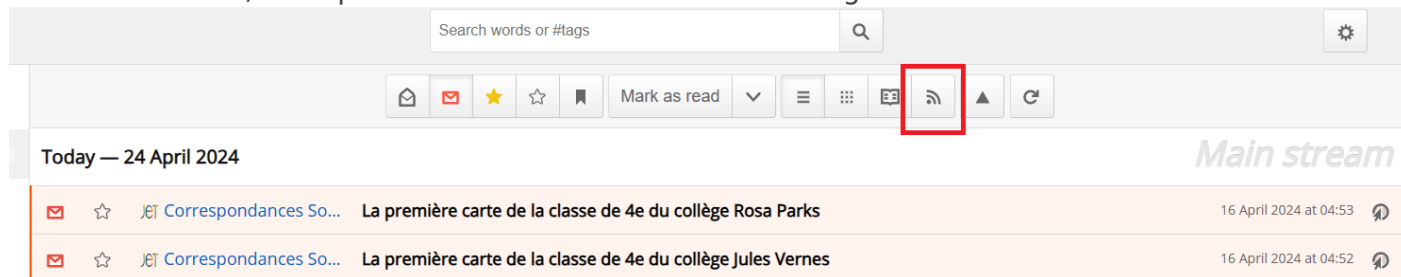 Search words or #tags
Mark as read
Today — 24 April 2024
Main stream
JET Correspondances So... La première carte de la classe de 4e du collège Rosa Parks 16 April 2024 at 04:53
JET Correspondances So... La première carte de la classe de 4e du collège Jules Vernes 16 April 2024 at 04:52